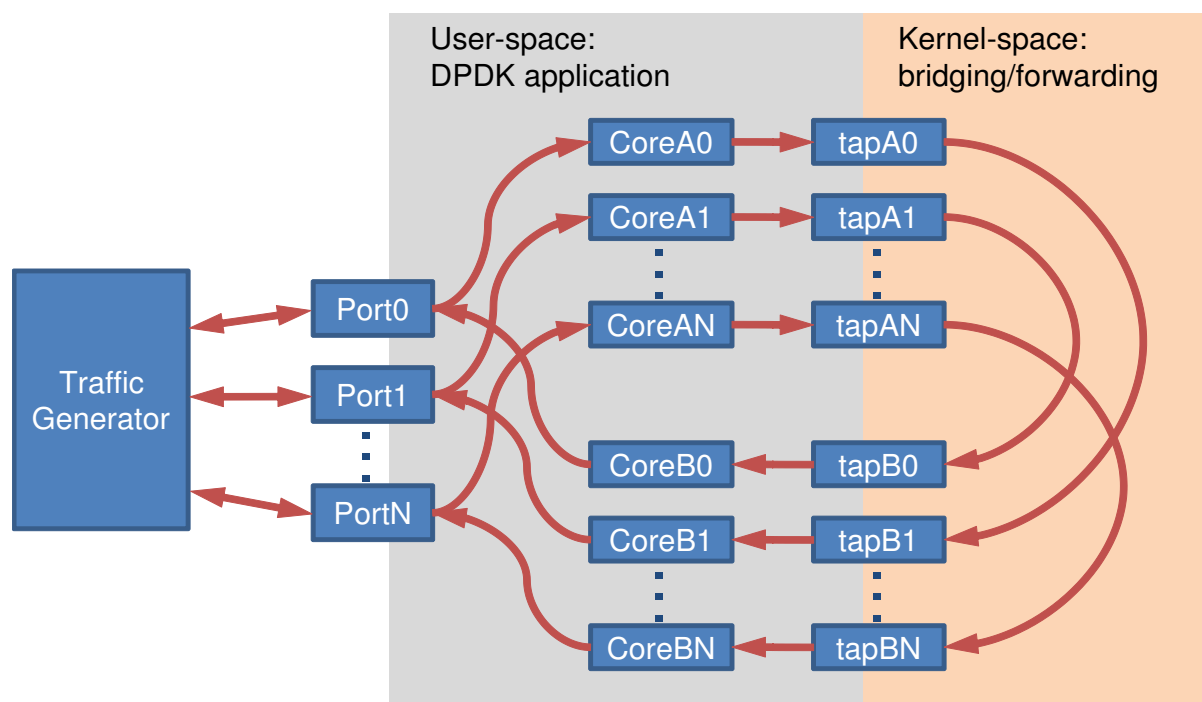 User-space:
DPDK application
Kernel-space:
bridging/forwarding
CoreA0
tapA0
CoreA1
tapA1
Port0
CoreAN
tapAN
Traffic
Generator
Port1
CoreB0
tapB0
PortN
CoreB1
tapB1
CoreBN
tapBN